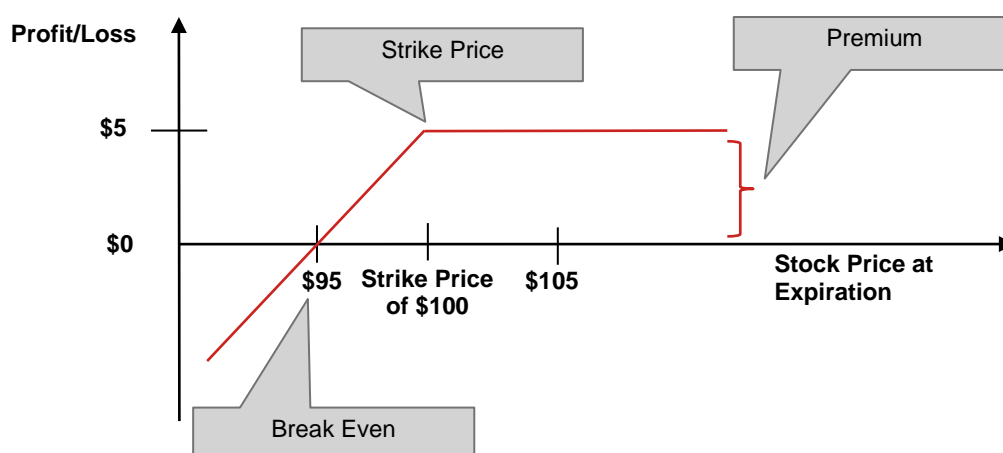 Profit/Loss
Strike Price
Premium
$5
$0
$95
Strike Price
of $100
$105
Stock Price at
Expiration
Break Even